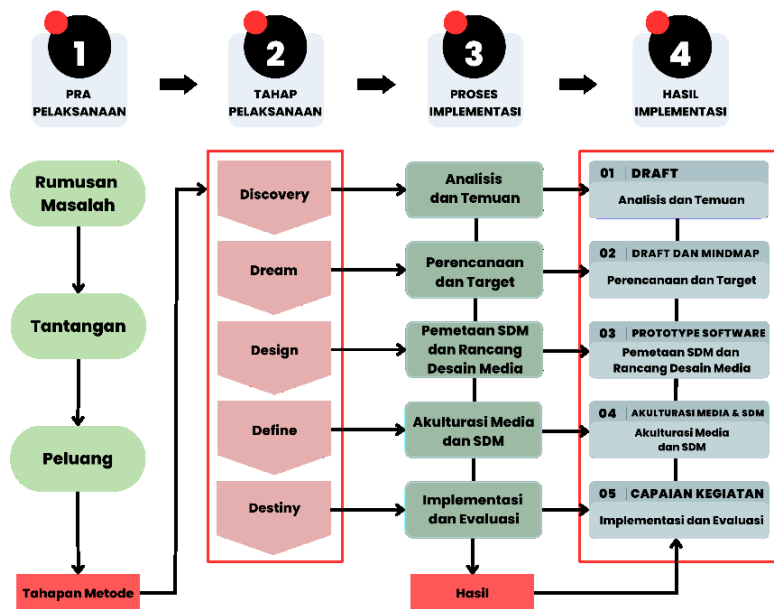 1
PRA
PELAKSANAAN
2
TAHAP
PELAKSANAAN
3
PROSES
IMPLEMENTASI
4
HASIL
IMPLEMENTASI
Rumusan
Masalah
Tantangan
Peluang
Tahapan Metode
Discovery
Dream
Design
Define
Destiny
Analisis
dan Temuan
Perencanaan
dan Target
Pemetaan SDM
dan Rancang
Desain Media
Akulturasi Media
dan SDM
Implementasi
dan Evaluasi
Hasil
01 | DRAFT
Analisis dan Temuan
02 | DRAFT DAN MINDMAP
Perencanaan dan Target
03 | PROTOTYPE SOFTWARE
Pemetaan SDM dan
Rancang Desain Media
04 | AKULTURASI MEDIA & SDM
Akulturasi Media
dan SDM
05 | CAPAIAN KEGIATAN
Implementasi dan Evaluasi